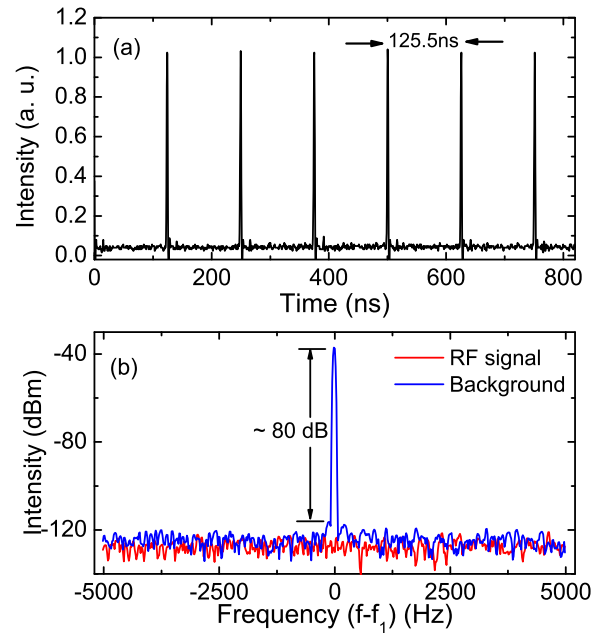 (a)
125.5ns
Intensity (a. u.)
1.2
1.0
0.8
0.6
0.4
0.2
0.0
0 200 400 600 800
Time (ns)
(b)
RF signal
Background
~ 80 dB
Intensity (dBm)
-40
-80
-120
-5000 -2500 0 2500 5000
Frequency (f-f₁) (Hz)